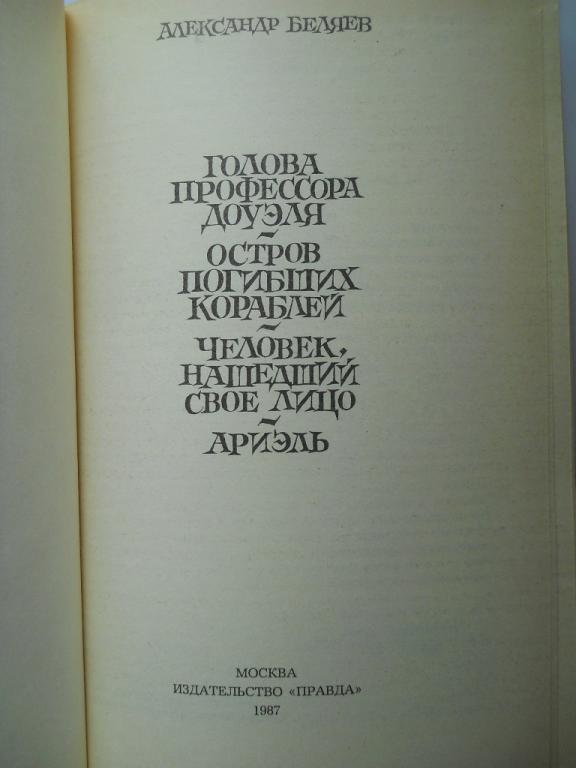 АЛЕКСАНДР БЕЛЯЕВ
ГОЛОВА
ПРОФЕССОРА
ДОУЭЛЯ
~
ОСТРОВ
ПОГИБШИХ
КОРАБЛЕЙ
~
ЧЕЛОВЕК,
НАШЕДШИЙ
СВОЕ ЛИЦО
~
АРИЭЛЬ
МОСКВА
ИЗДАТЕЛЬСТВО «ПРАВДА»
1987